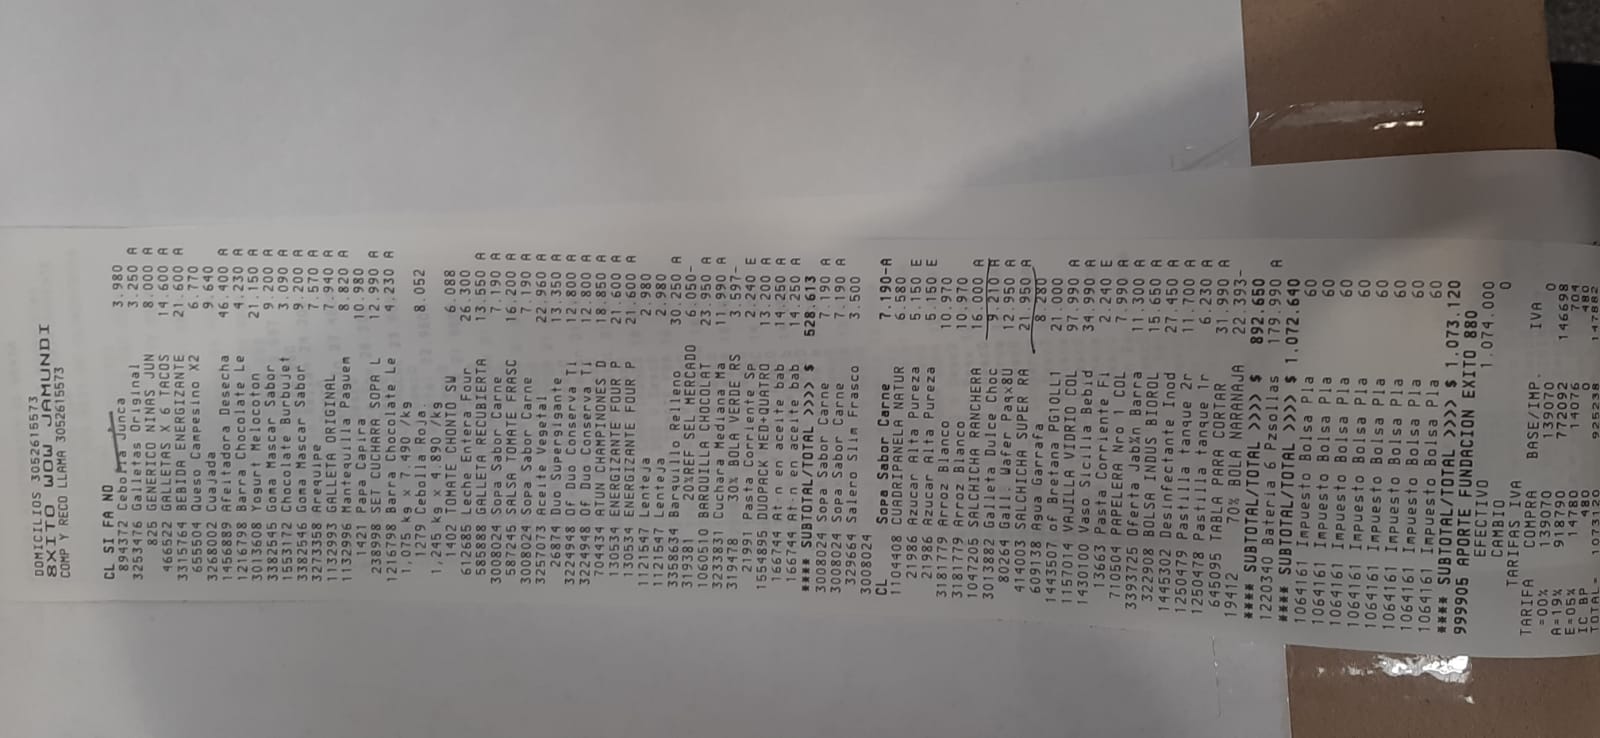 DOMICILIOS 3052615573
EXITO WOW JAMUNDI
COMP Y RECO LLAMA 3052615573
CL SI FA NO
894372 Cebolla Junca 3.980
3253476 Galletas Original 3.250 A
825 GENERICO NINAS JUN 8.000 A
466522 GALLETAS X 6 TACOS 14.600 A
3315764 BEBIDA ENERGIZANTE 21.600 A
655504 Queso Campesino X2 6.770
3268002 Cuajada 9.640
1456889 Afeitadora Desecha 46.400 A
1216798 Barra Chocolate Le 4.230 A
3013608 Yogurt Melocoton 21.150 A
3382545 Goma Mascar Sabor 9.200 A
1553172 Chocolate Burbujet 3.090 A
3382546 Goma Mascar Sabor 9.200 A
3273358 Arequipe 7.570 A
1132993 GALLETA ORIGINAL 7.940 A
1132996 Mantequilla Paquem 8.820 A
1421 Papa Capira 10.980
238998 SET CUCHARA SOPA L 12.990 A
1216798 Barra Chocolate Le 4.230 A
1,075 kg x 7.490 /kg
1279 Cebolla Roja. 8.052
1,245 kg x 4.890 /kg
1402 TOMATE CHONTO SW 6.088
612685 Leche Entera Four 26.300
585888 GALLETA RECUBIERTA 13.550 A
3008024 Sopa Sabor Carne 7.190 A
587245 SALSA TOMATE FRASC 16.200 A
3008024 Sopa Sabor Carne 7.190 A
3257073 Aceite Vegetal 22.960 A
26874 Duo Supergigante 13.350 A
3224948 Of Duo Conserva Ti 12.800 A
3224948 Of Duo Conserva Ti 12.800 A
704434 ATUN CHAMPINONES D 18.850 A
130534 ENERGIZANTE FOUR P 21.600 A
130534 ENERGIZANTE FOUR P 21.600 A
1121547 Lenteja 2.980
1121547 Lenteja 2.980
3358634 Barquillo Relleno 30.250 A
319381 20%REF SEL MERCADO 6.050-
1060510 BARQUILLA CHOCOLAT 23.950 A
3323831 Cuchara Mediana Ma 11.990 A
319478 30% BOLA VERDE RS 3.597-
21991 Pasta Corriente SP 2.240 E
1554895 DUOPACK MEG+QUATRO 13.200 A
166744 At·n en aceite bab 14.250 A
166744 At·n en aceite bab 14.250 A
**** SUBTOTAL/TOTAL >>>> $ 528.613
3008024 Sopa Sabor Carne 7.190 A
3008024 Sopa Sabor Carne 7.190 A
329664 SaleroSlim Frasco 3.500 A
3008024
CL Sopa Sabor Carne 7.190-A
1104408 CUADRIPANELA NATUR 6.580
21986 Azucar Alta Pureza 5.150 E
21986 Azucar Alta Pureza 5.150 E
3181779 Arroz Blanco 10.970
3181779 Arroz Blanco 10.970
1047205 SALCHICHA RANCHERA 16.000 A
3013882 Galleta Dulce Choc 9.210 A
80264 Gall. Wafer Paqx8U 12.950 A
414003 SALCHICHA SUPER RA 21.950 A
609138 Agua Garrafa 8.280
1443507 of Bretana PG1OLL1 21.000 A
1157014 VAJILLA VIDRIO COL 97.990 A
1430100 Vaso Sicilia Bebid 34.990 A
13663 Pasta Corriente Fi 2.240 E
710504 PAPELERA Nro 1 COL 7.990 A
3393725 Oferta Jab%n Barra 11.300 A
322908 BOLSA INDUS BIOROL 15.650 A
1445302 Desinfectante Inod 27.450 A
1250479 Pastilla tanque 2r 11.700 A
1250478 Pastilla tanque 1r 6.230 A
645095 TABLA PARA CORTAR 31.990 A
19412 70% BOLA NARANJA 22.393-
**** SUBTOTAL/TOTAL >>>> $ 892.650
1220340 Bateria 6 Pzsollas 179.990 A
**** SUBTOTAL/TOTAL >>>> $ 1.072.640
1064161 Impuesto Bolsa Pla 60
1064161 Impuesto Bolsa Pla 60
1064161 Impuesto Bolsa Pla 60
1064161 Impuesto Bolsa Pla 60
1064161 Impuesto Bolsa Pla 60
1064161 Impuesto Bolsa Pla 60
1064161 Impuesto Bolsa Pla 60
1064161 Impuesto Bolsa Pla 60
**** SUBTOTAL/TOTAL >>>> $ 1.073.120
999905 APORTE FUNDACION EXITO 880
EFECTIVO 1.074.000
CAMBIO 0
TARIFAS IVA
TARIFA COMPRA BASE/IMP. IVA
=00% 139070 139070 0
A=19% 918790 772092 146698
E=05% 14780 14076 704
IC BP 480 480
TOTAL= 1073120 925238 147882